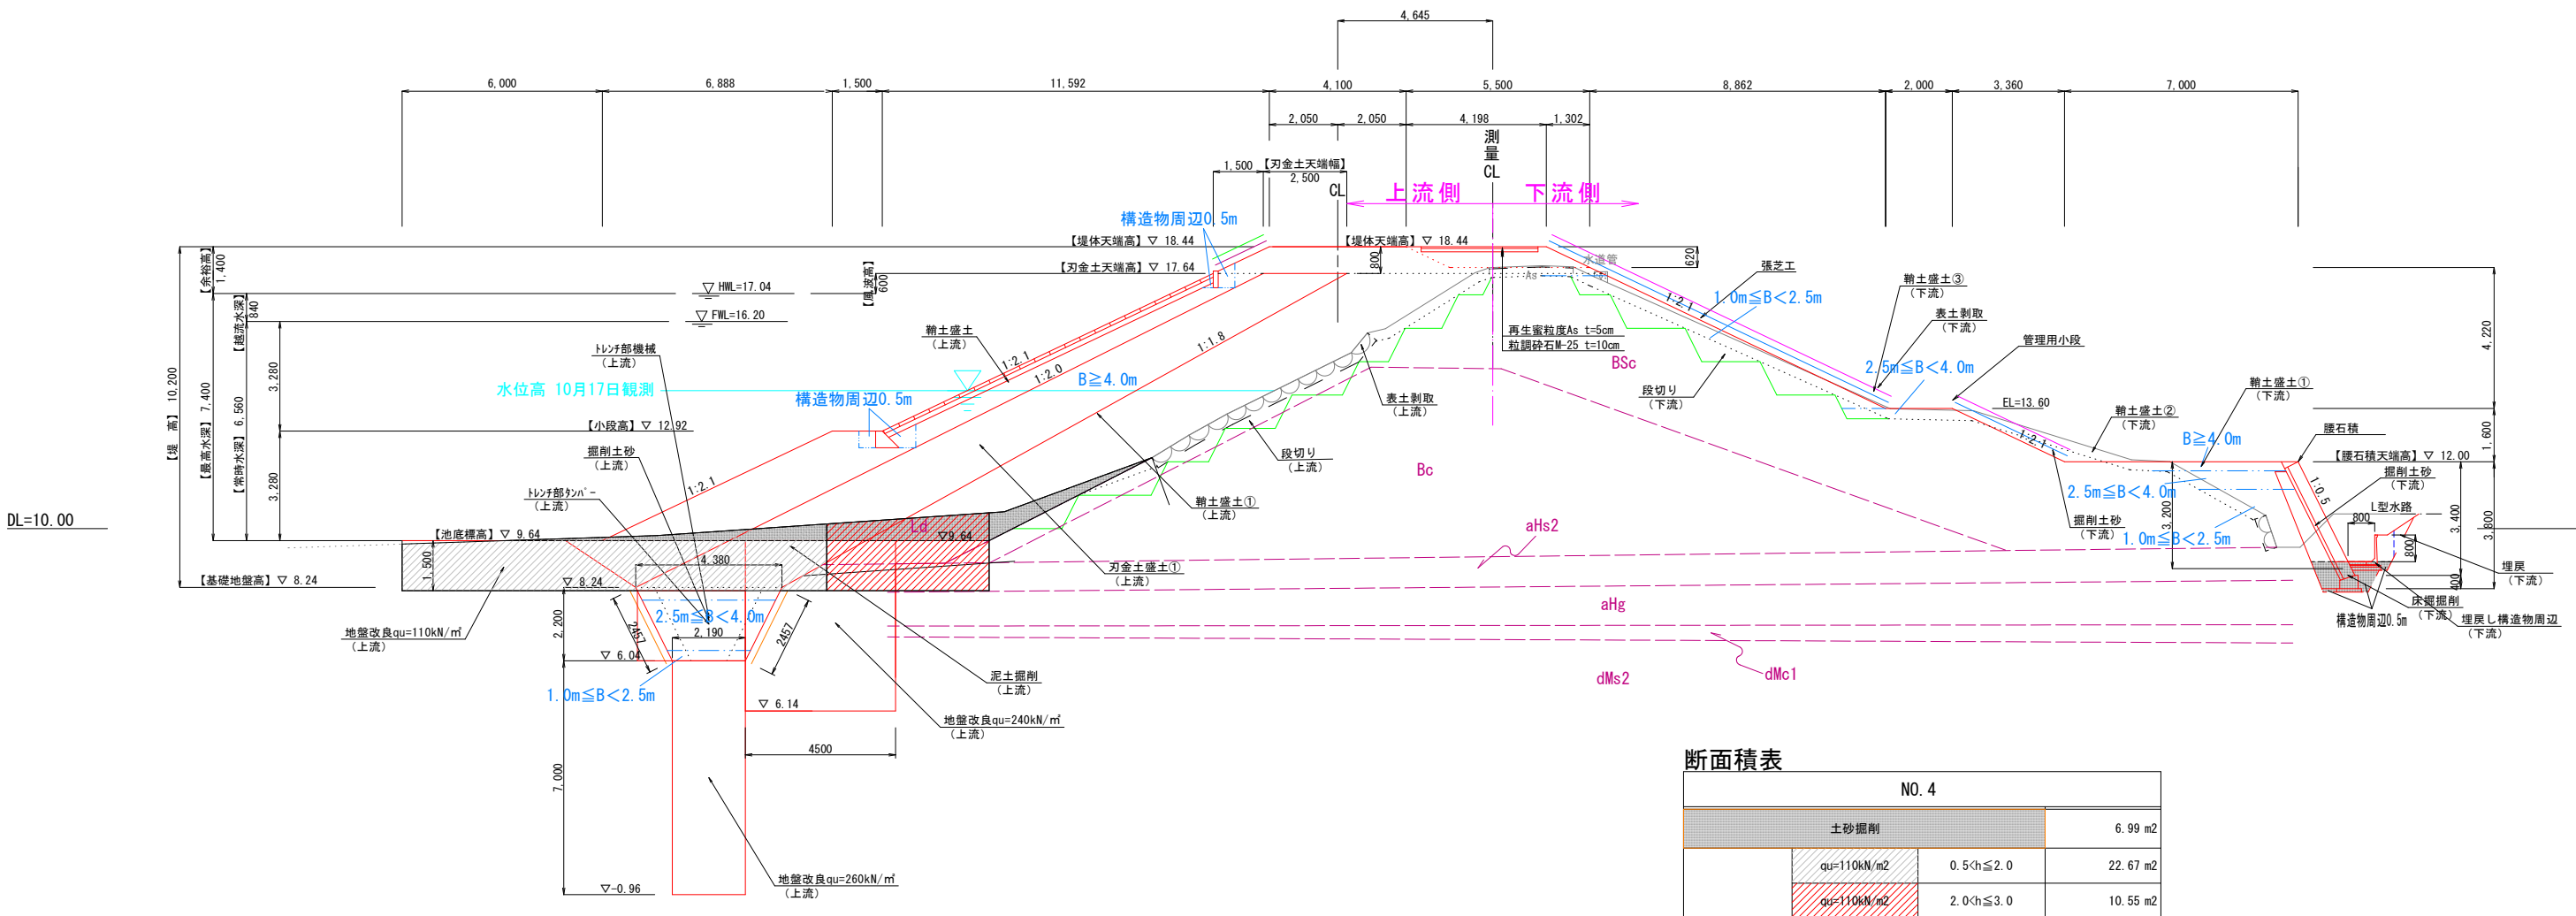 4,645
6,000
6,888
1,500
11,592
4,100
5,500
8,862
2,000
3,360
7,000
2,050
2,050
4,198
1,302
測量CL
1,500
【刃金土天端幅】
2,500
CL
上流側
下流側
構造物周辺0.5m
【堤体天端高】▽ 18.44
【堤体天端高】▽ 18.44
【余裕高】
1,400
【刃金土天端高】▽ 17.64
【風波高】
600
800
620
水道管
As
張芝工
▽ HWL=17.04
840
▽ FWL=16.20
【越流水深】
1:2.1
1.0m≦B<2.5m
鞘土盛土③
(下流)
表土剥取
(下流)
4,220
鞘土盛土
(上流)
再生密粒度As t=5cm
粒調砕石M-25 t=10cm
トレンチ部機械
(上流)
1:2.1
1:1.8
管理用小段
BSc
3,280
1:2.0
B≧4.0m
2.5m≦B<4.0m
水位高 10月17日観測
構造物周辺0.5m
表土剥取
(上流)
段切り
(下流)
鞘土盛土①
(下流)
【堤 高】 10,200
【最高水深】 7,400
【常時水深】 6,560
EL=13.60
鞘土盛土②
(下流)
1,600
【小段高】▽ 12.92
腰石積
掘削土砂
(上流)
段切り
(上流)
1:2.1
B≧4.0m
【腰石積天端高】▽ 12.00
Bc
3,280
1:2.1
掘削土砂
(下流)
1:0.5
トレンチ部タンパー
(上流)
鞘土盛土①
(上流)
2.5m≦B<4.0m
L型水路
800
DL=10.00
掘削土砂
(下流)
3,200
3,400
3,800
Ld
aHs2
1.0m≦B<2.5m
【池底標高】▽ 9.64
▽9.64
800
1,500
4,380
刃金土盛土①
(上流)
埋戻
(下流)
【基礎地盤高】▽ 8.24
▽ 8.24
400
aHg
床掘掘削
(下流)
2.5m≦B<4.0m
構造物周辺0.5m
埋戻し構造物周辺
(下流)
地盤改良qu=110kN/㎡
(上流)
2,200
2457
2,190
2457
▽ 6.04
泥土掘削
(上流)
dMc1
dMs2
1.0m≦B<2.5m
▽ 6.14
地盤改良qu=240kN/㎡
(上流)
4500
7,000
断面積表
NO.4
土砂掘削 6.99 m2
qu=110kN/m2 0.5<h≦2.0 22.67 m2
地盤改良qu=260kN/㎡
(上流)
▽-0.96
qu=110kN/m2 2.0<h≦3.0 10.55 m2